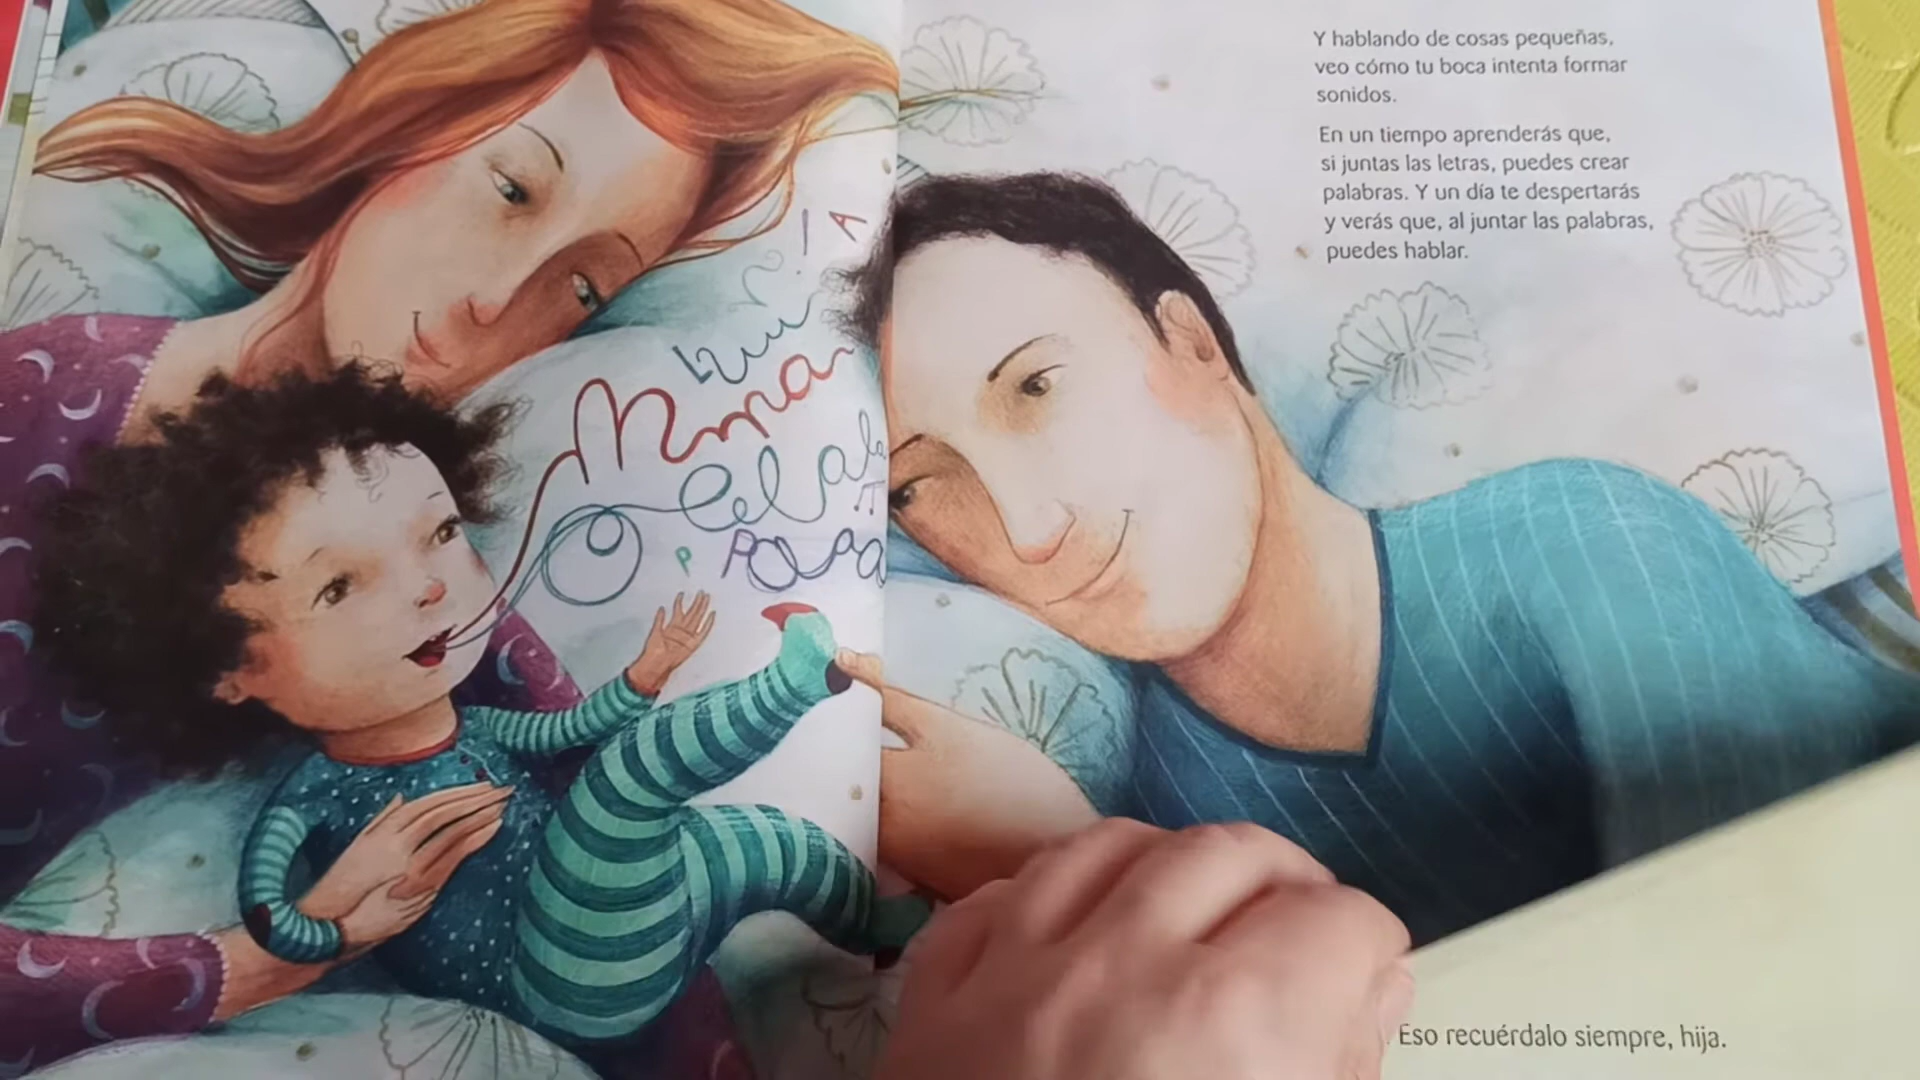 Y hablando de cosas pequeñas,
veo cómo tu boca intenta formar
sonidos.
En un tiempo aprenderás que,
si juntas las letras, puedes crear
palabras. Y un día te despertarás
y verás que, al juntar las palabras,
puedes hablar.
A
P
Eso recuérdalo siempre, hija.